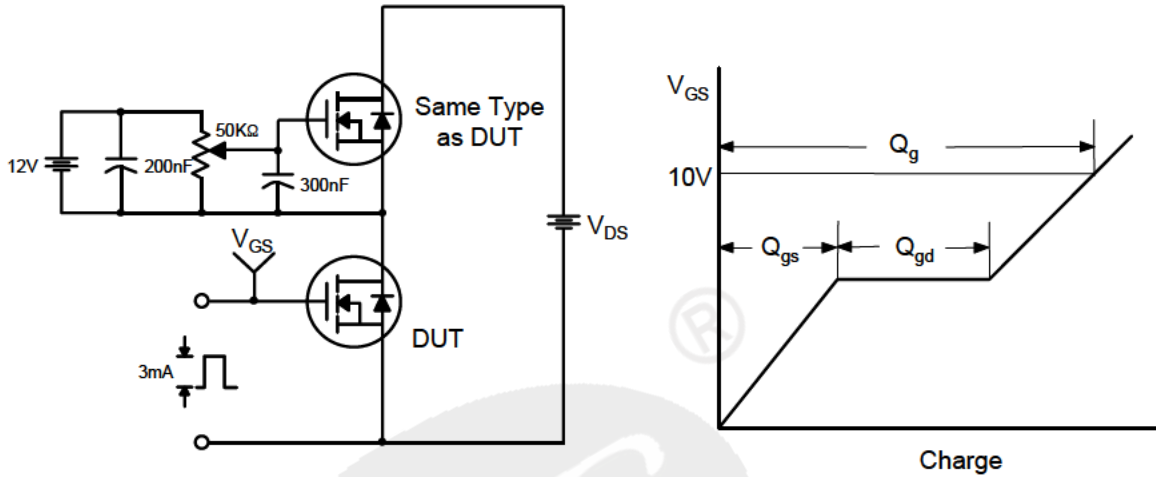 12V
200nF
50KΩ
300nF
Same Type
as DUT
V_DS
V_GS
DUT
3mA
V_GS
10V
Q_g
Q_gs
Q_gd
Charge
®